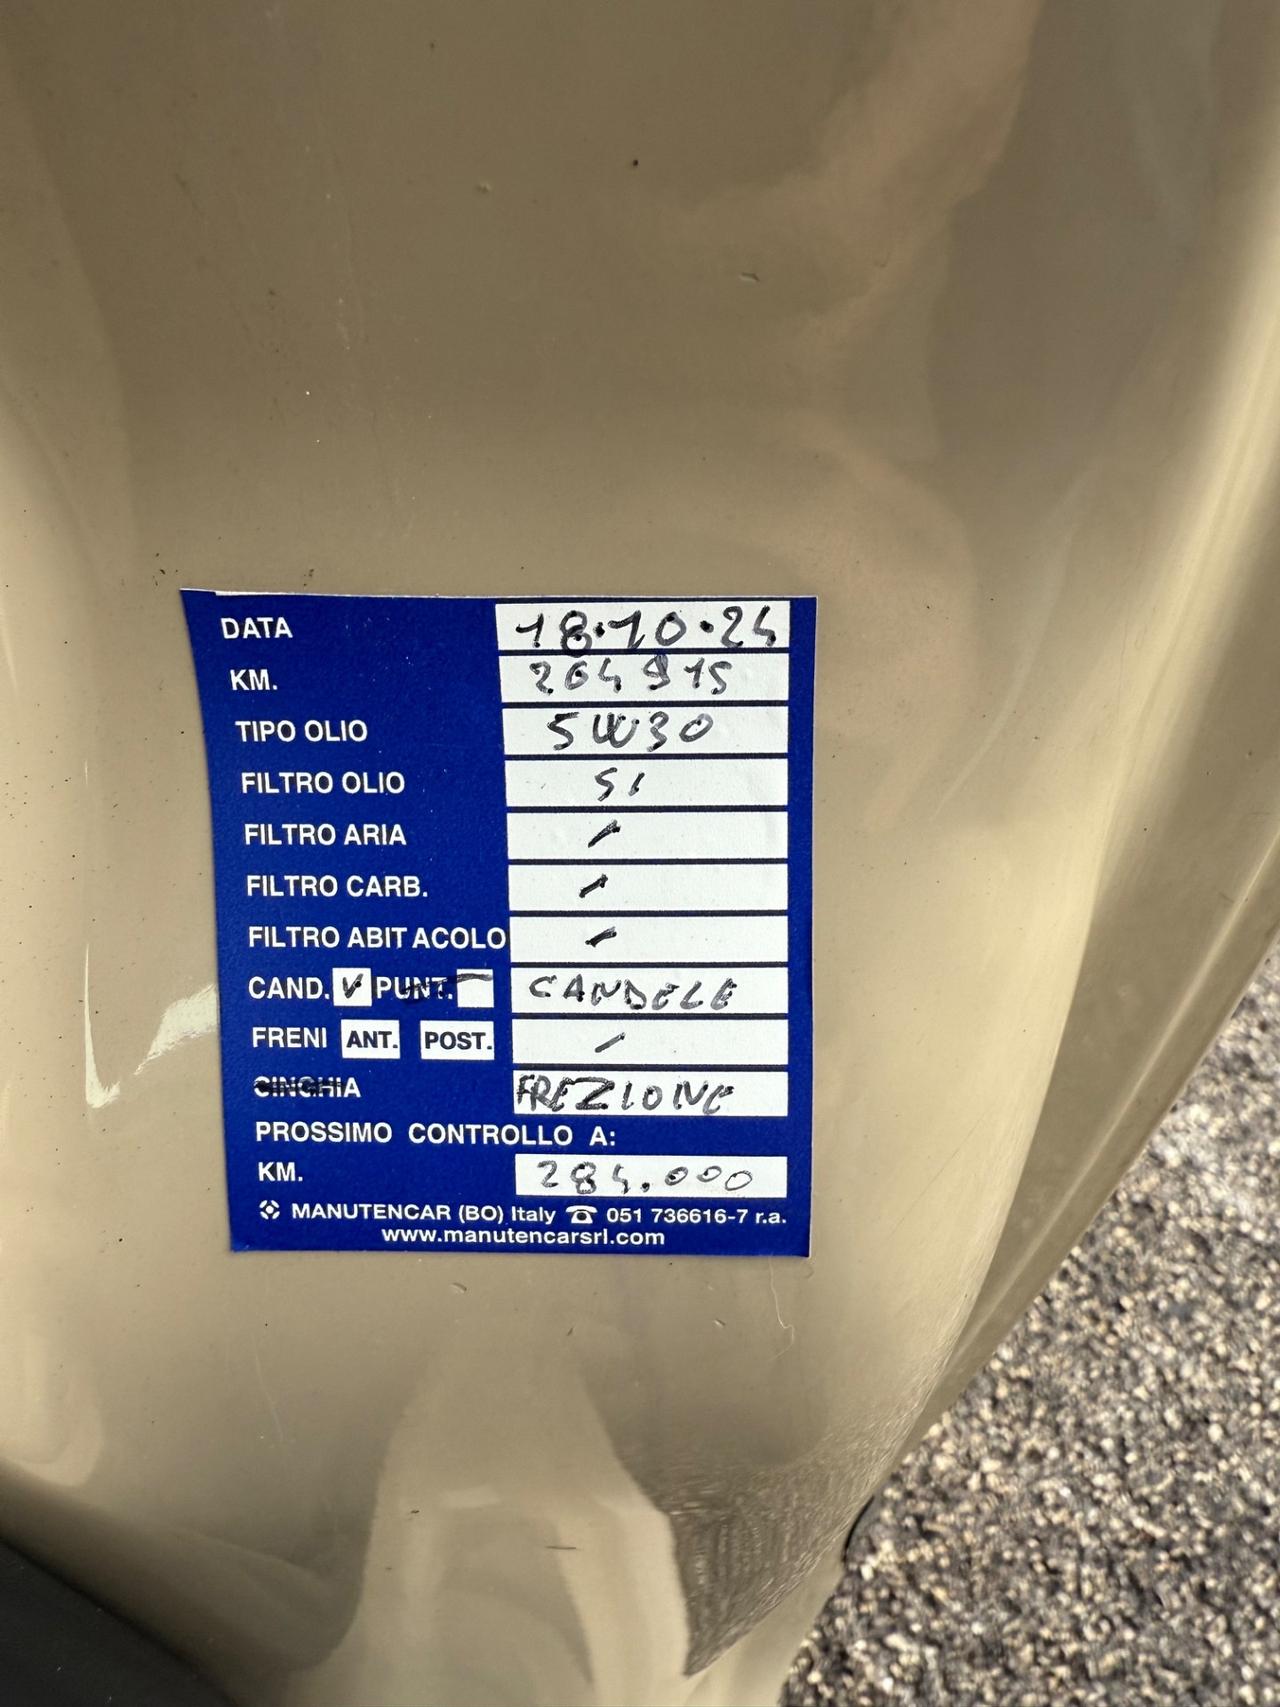 DATA 18.10.24
KM. 264915
TIPO OLIO 5W30
FILTRO OLIO SI
FILTRO ARIA /
FILTRO CARB. /
FILTRO ABITACOLO /
CAND. V PUNT. CANDELE
FRENI ANT. POST. /
CINGHIA FREZIONE
PROSSIMO CONTROLLO A:
KM. 284.000
MANUTENCAR (BO) Italy ☎ 051 736616-7 r.a.
www.manutencarsrl.com